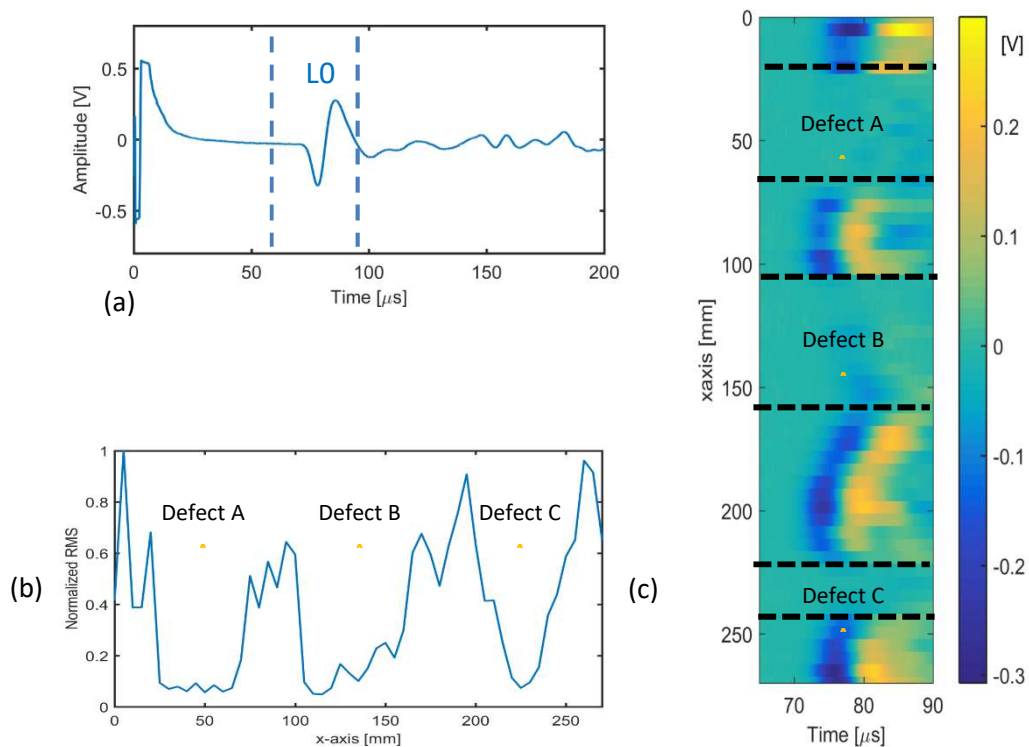 L0
0.5
0
-0.5
Amplitude [V]
0
50
100
150
200
Time [μs]
(a)
1
0.8
0.6
0.4
0.2
0
Normalized RMS
Defect A
Defect B
Defect C
0
50
100
150
200
250
x-axis [mm]
(b)
0
50
100
150
200
250
xaxis [mm]
Defect A
Defect B
Defect C
70
80
90
Time [μs]
(c)
[V]
0.2
0.1
0
-0.1
-0.2
-0.3